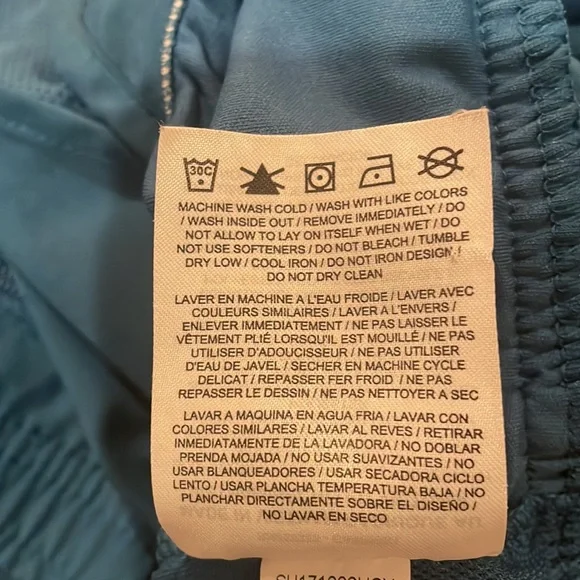 30C
MACHINE WASH COLD / WASH WITH LIKE COLORS
/ WASH INSIDE OUT / REMOVE IMMEDIATELY / DO
NOT ALLOW TO LAY ON ITSELF WHEN WET / DO
NOT USE SOFTENERS / DO NOT BLEACH / TUMBLE
DRY LOW / COOL IRON / DO NOT IRON DESIGN /
DO NOT DRY CLEAN
LAVER EN MACHINE A L'EAU FROIDE / LAVER AVEC
COULEURS SIMILAIRES / LAVER A L'ENVERS /
ENLEVER IMMEDIATEMENT / NE PAS LAISSER LE
VÊTEMENT PLIÉ LORSQU'IL EST MOUILLÉ / NE PAS
UTILISER D'ADOUCISSEUR / NE PAS UTILISER
D'EAU DE JAVEL / SECHER EN MACHINE CYCLE
DELICAT / REPASSER FER FROID / NE PAS
REPASSER LE DESSIN / NE PAS NETTOYER A SEC
LAVAR A MAQUINA EN AGUA FRIA / LAVAR CON
COLORES SIMILARES / LAVAR AL REVES / RETIRAR
INMEDIATAMENTE DE LA LAVADORA / NO DOBLAR
PRENDA MOJADA / NO USAR SUAVIZANTES / NO
USAR BLANQUEADORES / USAR SECADORA CICLO
LENTO / USAR PLANCHA TEMPERATURA BAJA / NO
PLANCHAR DIRECTAMENTE SOBRE EL DISEÑO /
NO LAVAR EN SECO